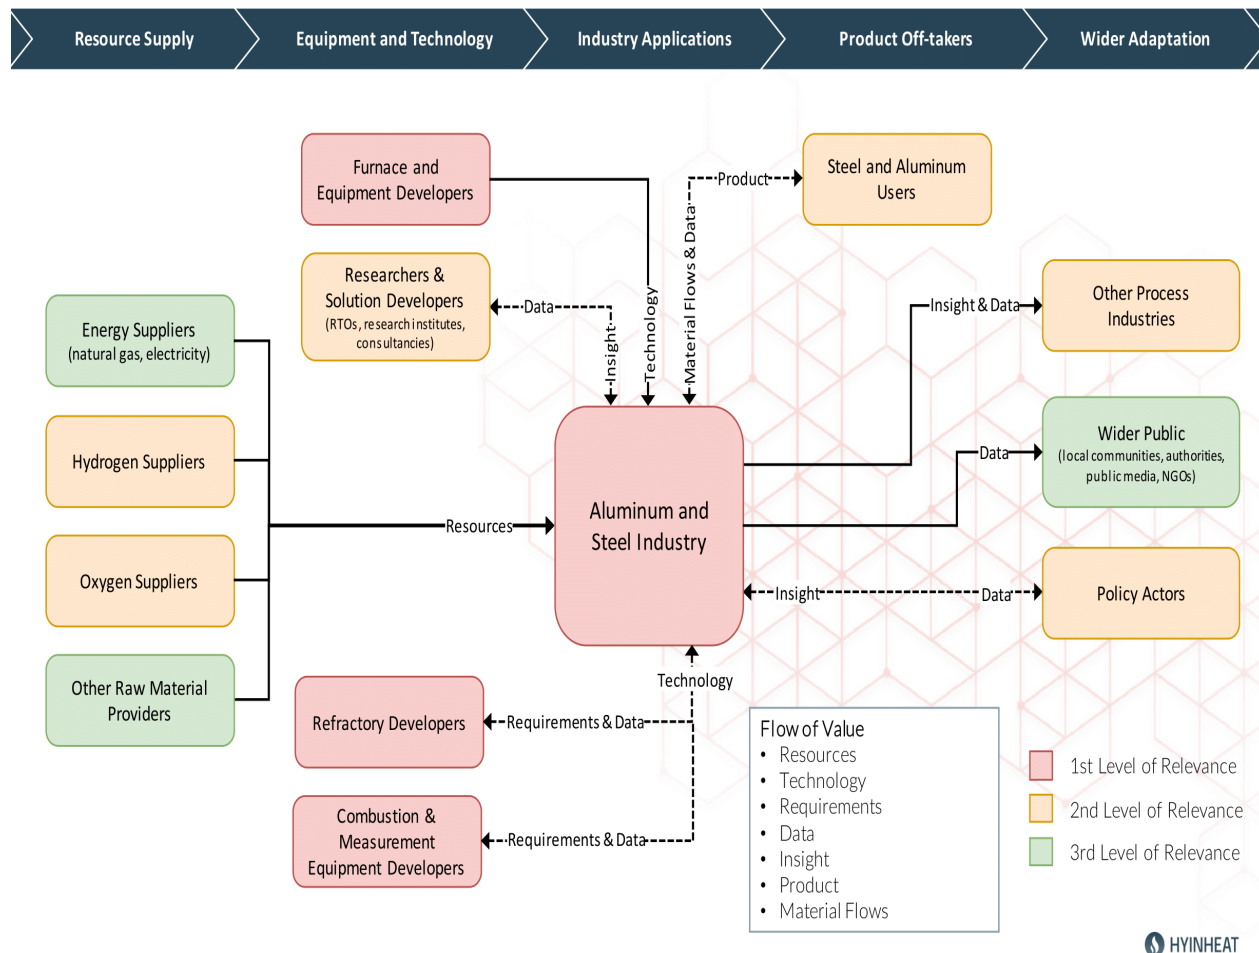 Resource Supply
Equipment and Technology
Industry Applications
Product Off-takers
Wider Adaptation
Furnace and
Equipment Developers
Researchers &
Solution Developers
(RTOs, research institutes,
consultancies)
Energy Suppliers
(natural gas, electricity)
Hydrogen Suppliers
Oxygen Suppliers
Other Raw Material
Providers
Resources
Data
Insight
Technology
Material Flows & Data
Product
Steel and Aluminum
Users
Aluminum and
Steel Industry
Insight & Data
Other Process
Industries
Data
Wider Public
(local communities, authorities,
public media, NGOs)
Insight
Data
Policy Actors
Technology
Refractory Developers
Requirements & Data
Combustion &
Measurement
Equipment Developers
Requirements & Data
Flow of Value
• Resources
• Technology
• Requirements
• Data
• Insight
• Product
• Material Flows
1st Level of Relevance
2nd Level of Relevance
3rd Level of Relevance
HYINHEAT